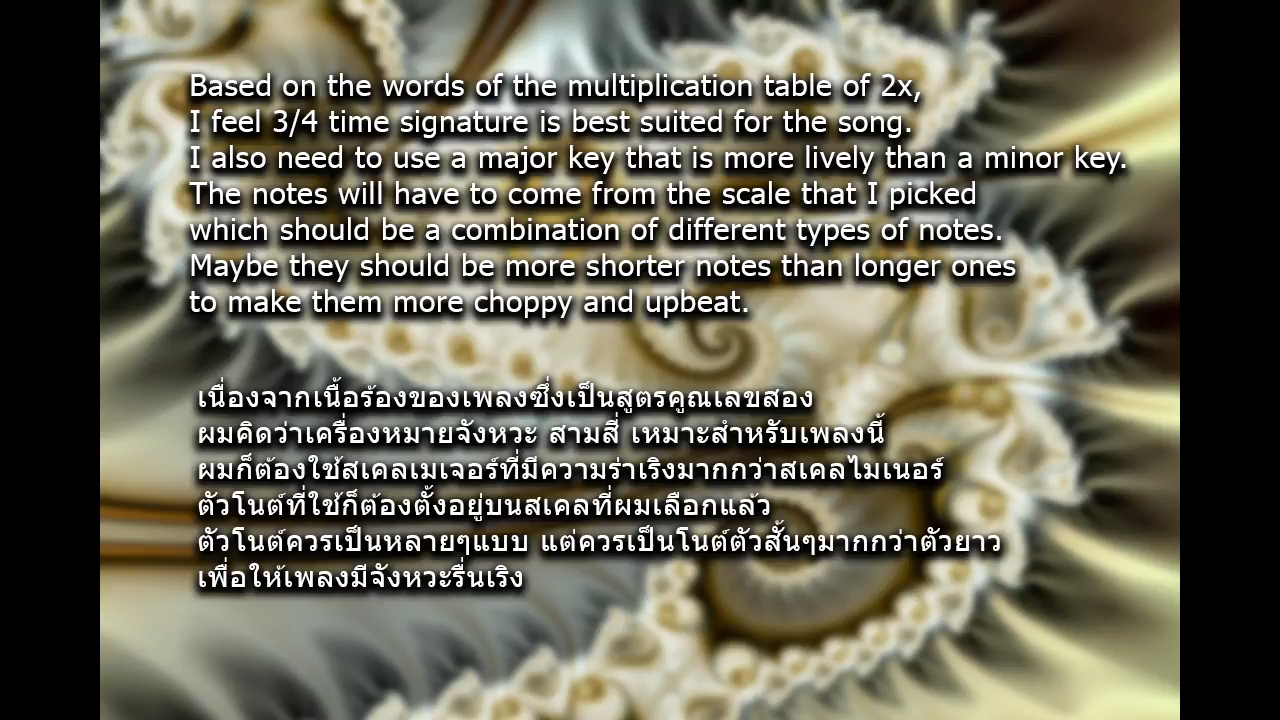 Based on the words of the multiplication table of 2x,
I feel 3/4 time signature is best suited for the song.
I also need to use a major key that is more lively than a minor key.
The notes will have to come from the scale that I picked
which should be a combination of different types of notes.
Maybe they should be more shorter notes than longer ones
to make them more choppy and upbeat.
เนื่องจากเนื้อร้องของเพลงซึ่งเป็นสูตรคูณเลขสอง
ผมคิดว่าเครื่องหมายจังหวะ สามสี่ เหมาะสำหรับเพลงนี้
ผมก็ต้องใช้สเคลเมเจอร์ที่มีความร่าเริงมากกว่าสเคลไมเนอร์
ตัวโนต์ที่ใช้ก็ต้องตั้งอยู่บนสเคลที่ผมเลือกแล้ว
ตัวโนต์ควรเป็นหลายๆแบบ แต่ควรเป็นโนต์ตัวสั้นๆมากกว่าตัวยาว
เพื่อให้เพลงมีจังหวะรื่นเริง